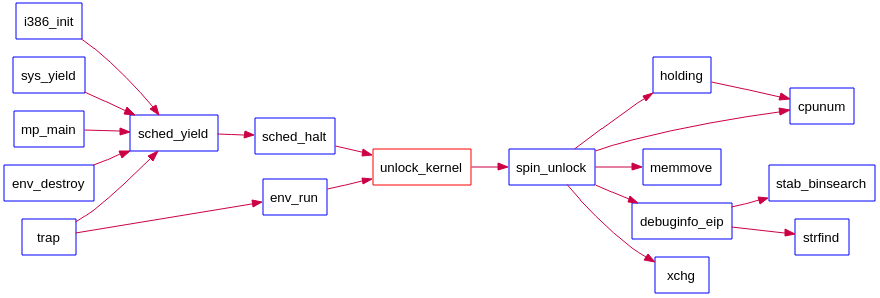 i386_init
sys_yield
mp_main
env_destroy
trap
sched_yield
sched_halt
env_run
unlock_kernel
spin_unlock
holding
memmove
debuginfo_eip
xchg
cpunum
stab_binsearch
strfind